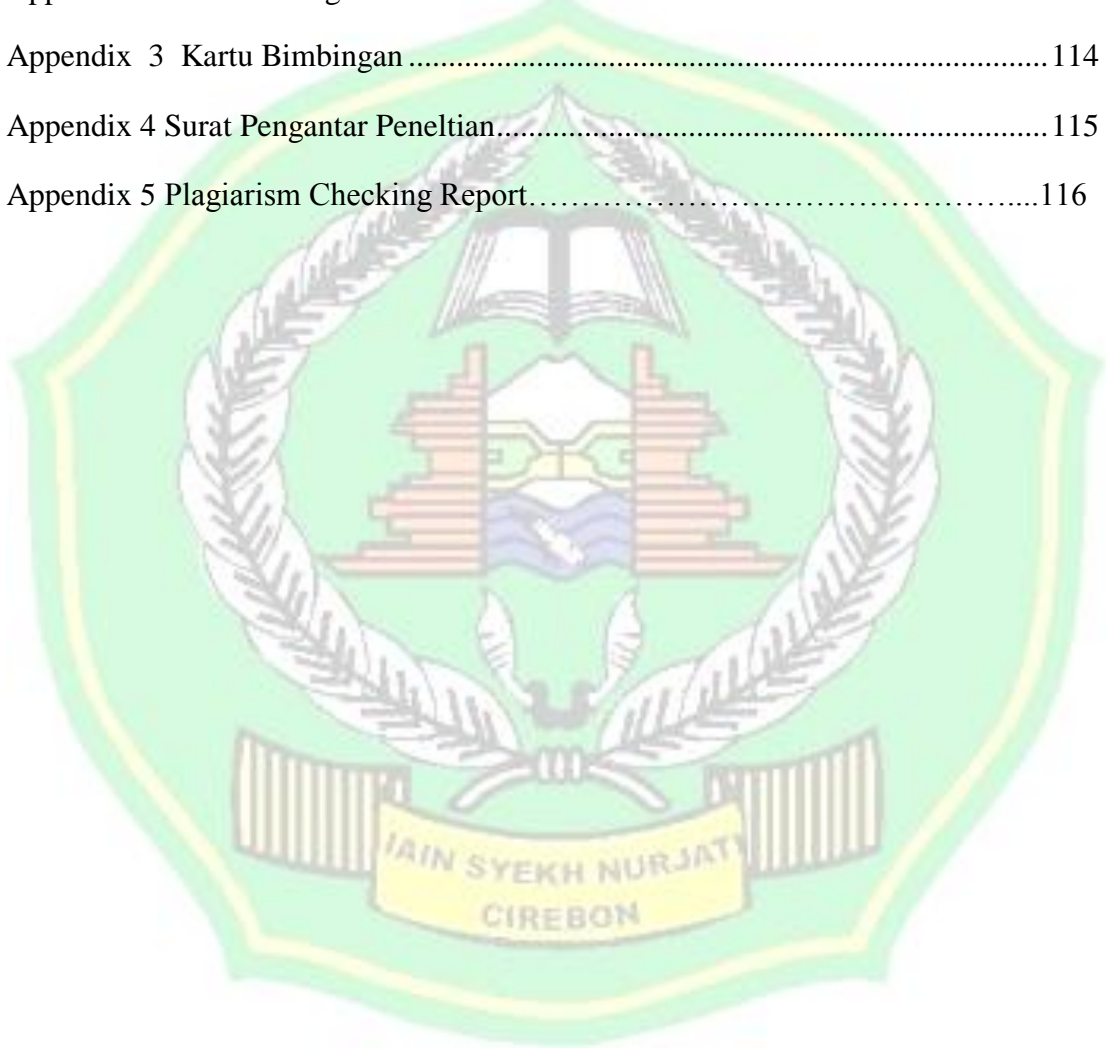 Appendix  3  Kartu Bimbingan ................................................................................ 114
Appendix 4 Surat Pengantar Peneltian..................................................................... 115
Appendix 5 Plagiarism Checking Report…………………………………………....116
IAIN SYEKH NURJATI
CIREBON